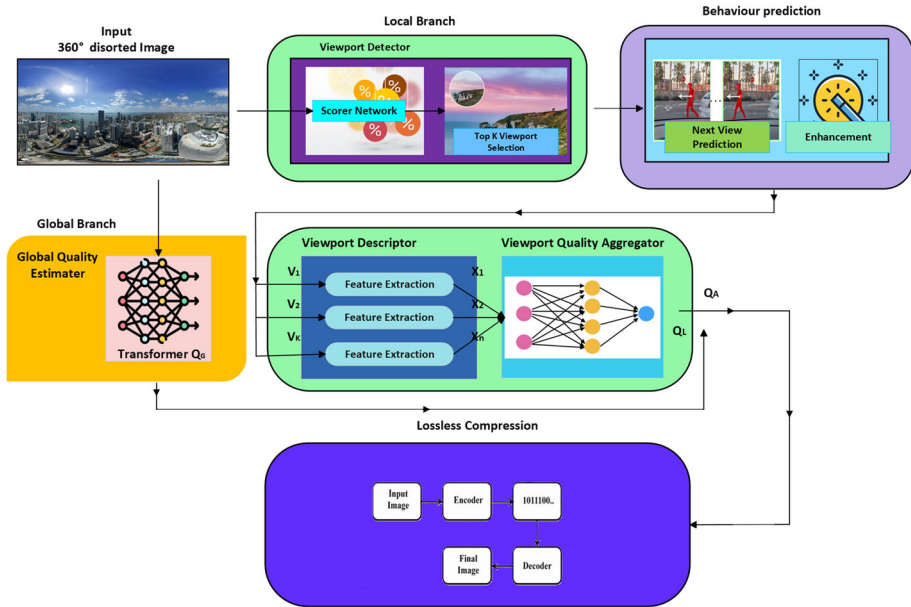 Input
360° disorted Image
Local Branch
Behaviour prediction
Viewport Detector
Scorer Network
Top K Viewport
Selection
Next View
Prediction
Enhancement
Global Branch
Global Quality
Estimater
Transformer QG
Viewport Descriptor
Viewport Quality Aggregator
V1
Feature Extraction
X1
V2
Feature Extraction
X2
VK
Feature Extraction
Xn
QA
QL
Lossless Compression
Input
Image
Encoder
1011100..
Final
Image
Decoder